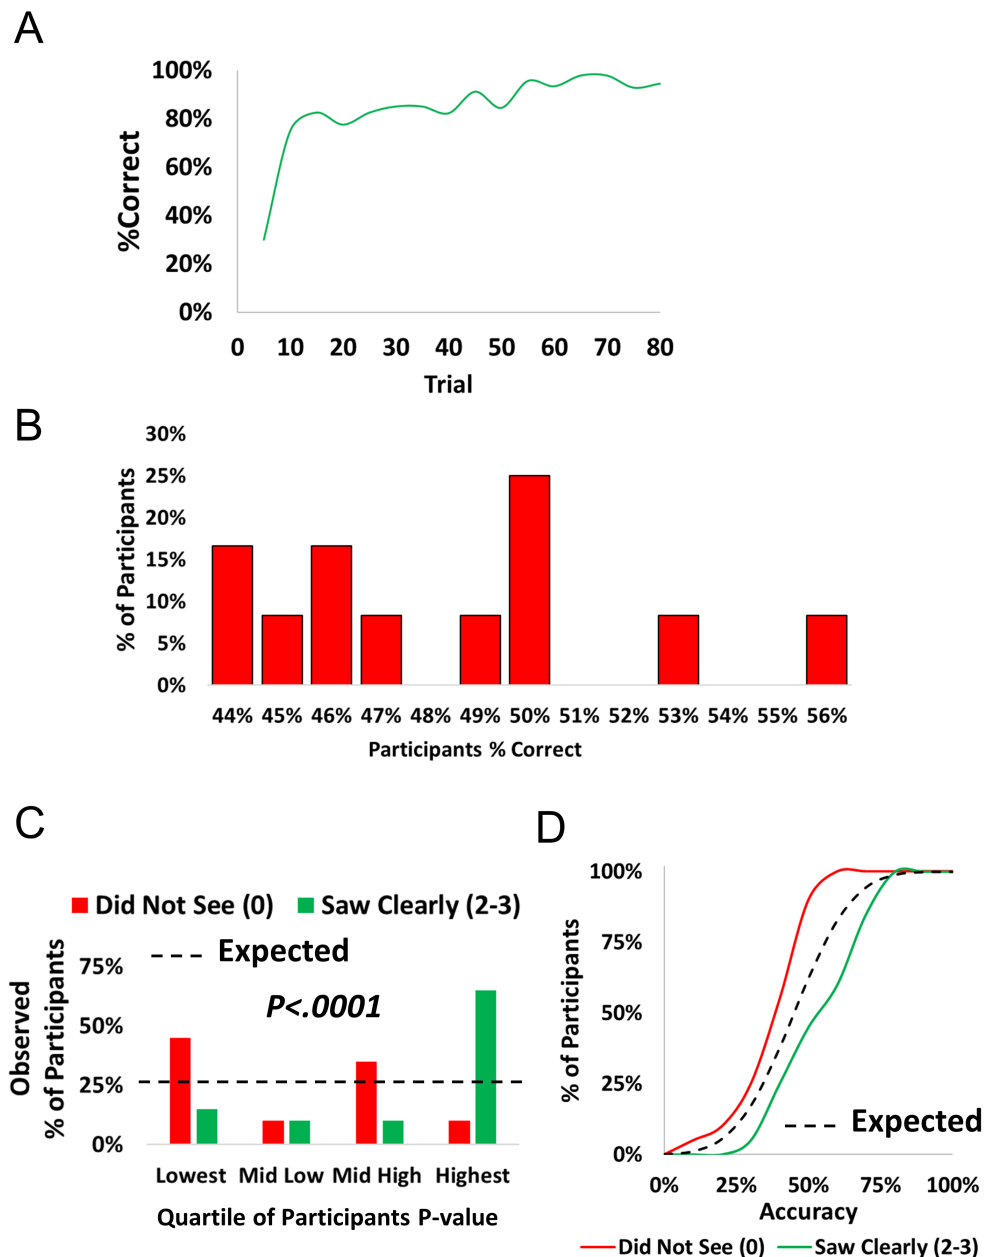 A
%Correct
100%
80%
60%
40%
20%
0%
0 10 20 30 40 50 60 70 80
Trial
B
% of Participants
30%
25%
20%
15%
10%
5%
0%
44% 45% 46% 47% 48% 49% 50% 51% 52% 53% 54% 55% 56%
Participants % Correct
C
Did Not See (0) Saw Clearly (2-3)
Expected
P<.0001
Observed
% of Participants
75%
50%
25%
0%
Lowest Mid Low Mid High Highest
Quartile of Participants P-value
D
% of Participants
100%
75%
50%
25%
0%
Expected
0% 25% 50% 75% 100%
Accuracy
Did Not See (0) Saw Clearly (2-3)